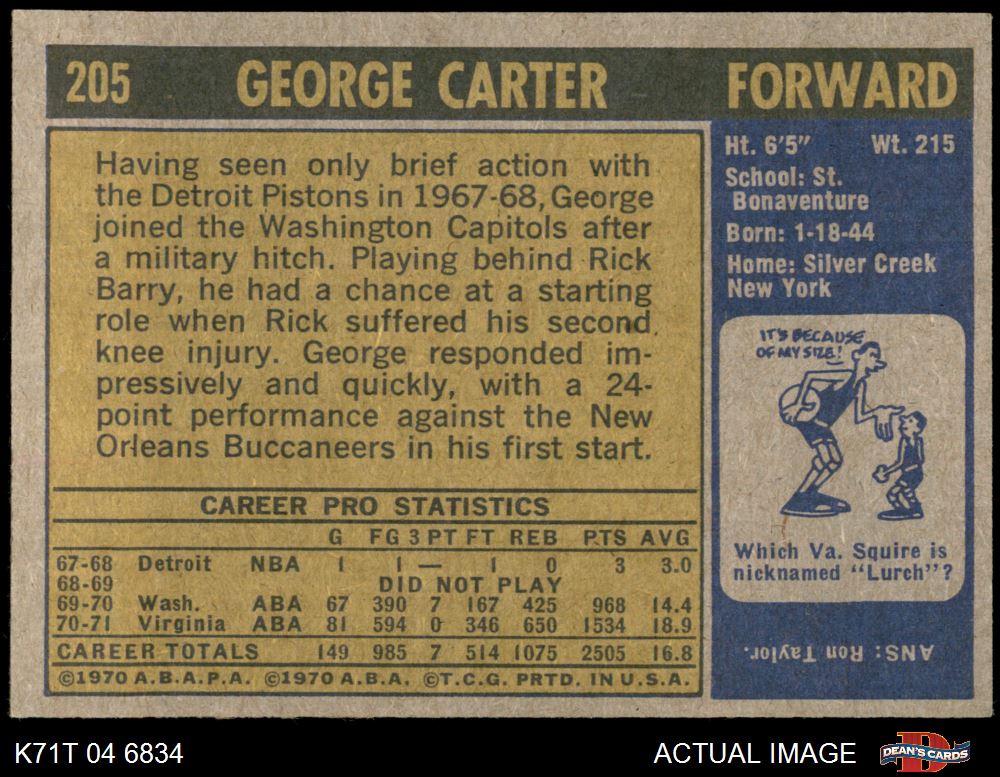 205 GEORGE CARTER FORWARD
Having seen only brief action with
the Detroit Pistons in 1967-68, George
joined the Washington Capitols after
a military hitch. Playing behind Rick
Barry, he had a chance at a starting
role when Rick suffered his second
knee injury. George responded im-
pressively and quickly, with a 24-
point performance against the New
Orleans Buccaneers in his first start.
CAREER PRO STATISTICS
G FG 3 PT FT REB PTS AVG
67-68 Detroit NBA 1 1 — 1 0 3 3.0
68-69 DID NOT PLAY
69-70 Wash. ABA 67 390 7 167 425 968 14.4
70-71 Virginia ABA 81 594 0 346 650 1534 18.9
CAREER TOTALS 149 985 7 514 1075 2505 16.8
©1970 A.B.A.P.A. ©1970 A.B.A. ©T.C.G. PRTD. IN U.S.A.
Ht. 6'5" Wt. 215
School: St.
Bonaventure
Born: 1-18-44
Home: Silver Creek
New York
IT'S BECAUSE
OF MY SIZE!
Which Va. Squire is
nicknamed "Lurch"?
ANS: Ron Taylor.
K71T 04 6834 ACTUAL IMAGE DEAN'S CARDS